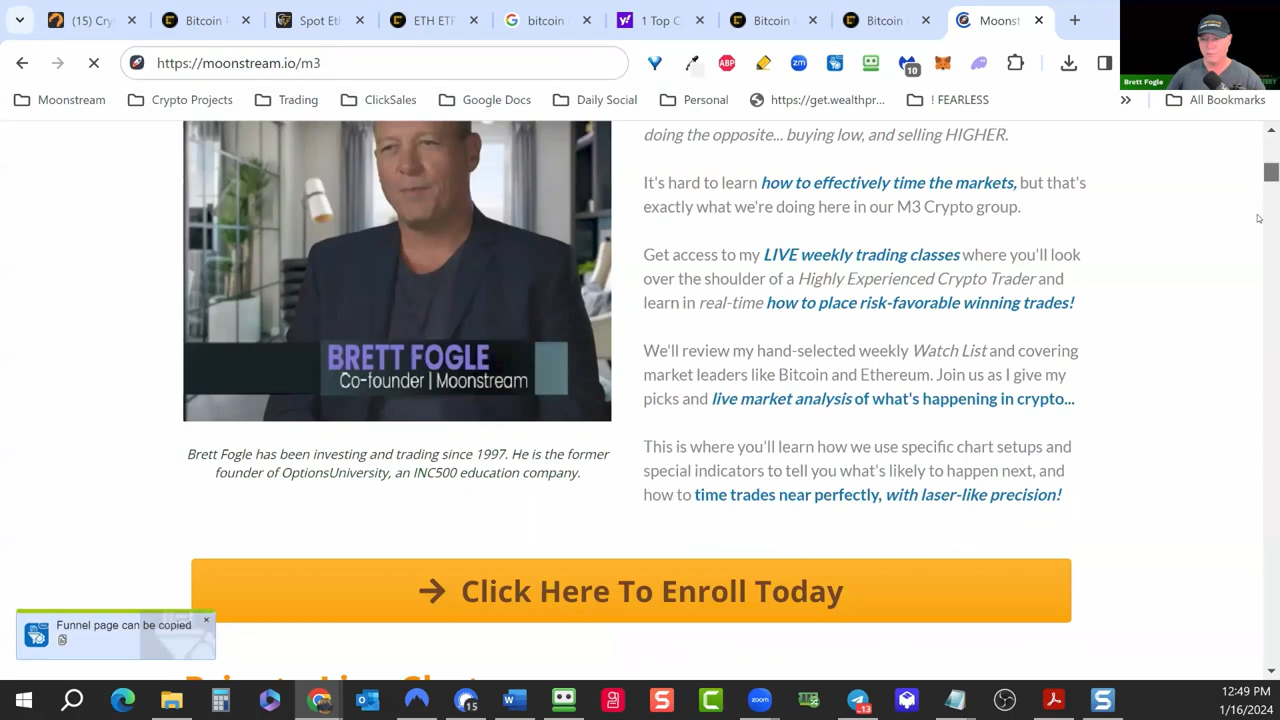 (15) Cry
Bitcoin
Spot Eth
ETH ETF
bitcoin
1 Top C
Bitcoin
Bitcoin
Moonst
https://moonstream.io/m3
ABP
zm
10
Moonstream
Crypto Projects
Trading
ClickSales
Google Docs
Daily Social
Personal
https://get.wealthpr...
! FEARLESS
»
All Bookmarks
Brett Fogle
doing the opposite... buying low, and selling HIGHER.
It's hard to learn how to effectively time the markets, but that's
exactly what we're doing here in our M3 Crypto group.
Get access to my LIVE weekly trading classes where you'll look
over the shoulder of a Highly Experienced Crypto Trader and
learn in real-time how to place risk-favorable winning trades!
We'll review my hand-selected weekly Watch List and covering
market leaders like Bitcoin and Ethereum. Join us as I give my
picks and live market analysis of what's happening in crypto...
This is where you'll learn how we use specific chart setups and
special indicators to tell you what's likely to happen next, and
how to time trades near perfectly, with laser-like precision!
BRETT FOGLE
Co-founder | Moonstream
Brett Fogle has been investing and trading since 1997. He is the former
founder of OptionsUniversity, an INC500 education company.
→ Click Here To Enroll Today
Funnel page can be copied
15
zoom
13
12:49 PM
1/16/2024